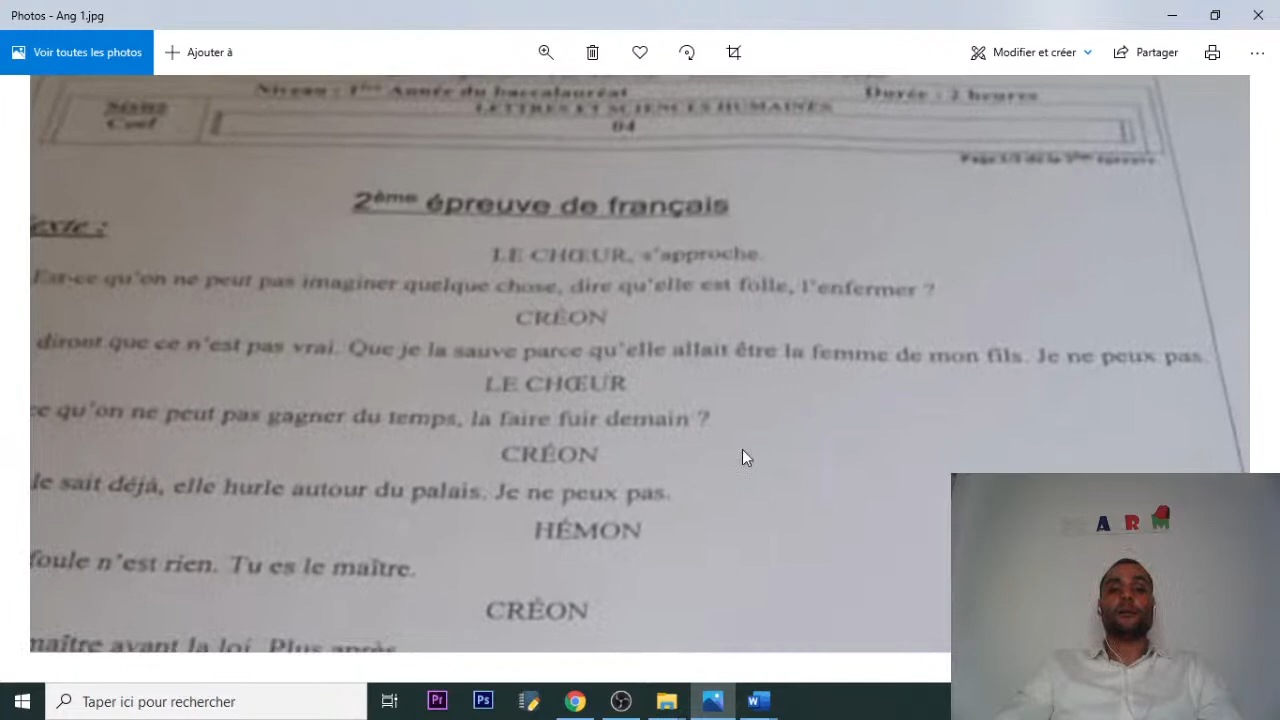 Photos - Ang 1.jpg
Voir toutes les photos
Ajouter à
Modifier et créer
Partager
Niveau : 1ère Année du baccalauréat
Durée : 2 heures
LETTRES ET SCIENCES HUMAINES
Coef
04
2ème épreuve de français
exte :
LE CHŒUR, s'approche.
Est-ce qu'on ne peut pas imaginer quelque chose, dire qu'elle est folle, l'enfermer ?
CRÉON
diront que ce n'est pas vrai. Que je la sauve parce qu'elle allait être la femme de mon fils. Je ne peux pas.
LE CHŒUR
ce qu'on ne peut pas gagner du temps, la faire fuir demain ?
CRÉON
le sait déjà, elle hurle autour du palais. Je ne peux pas.
HÉMON
foule n'est rien. Tu es le maître.
CRÉON
maître avant la loi. Plus après
A R M
Taper ici pour rechercher
Pr
Ps